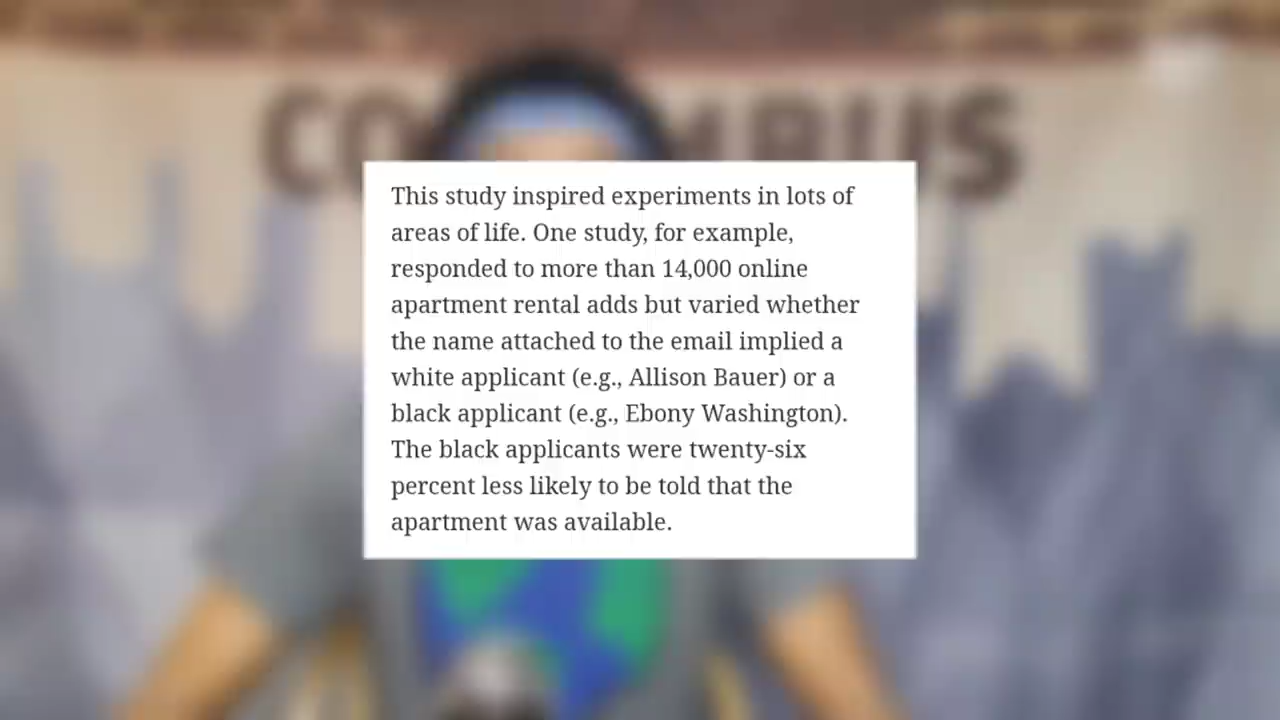 This study inspired experiments in lots of
areas of life. One study, for example,
responded to more than 14,000 online
apartment rental adds but varied whether
the name attached to the email implied a
white applicant (e.g., Allison Bauer) or a
black applicant (e.g., Ebony Washington).
The black applicants were twenty-six
percent less likely to be told that the
apartment was available.